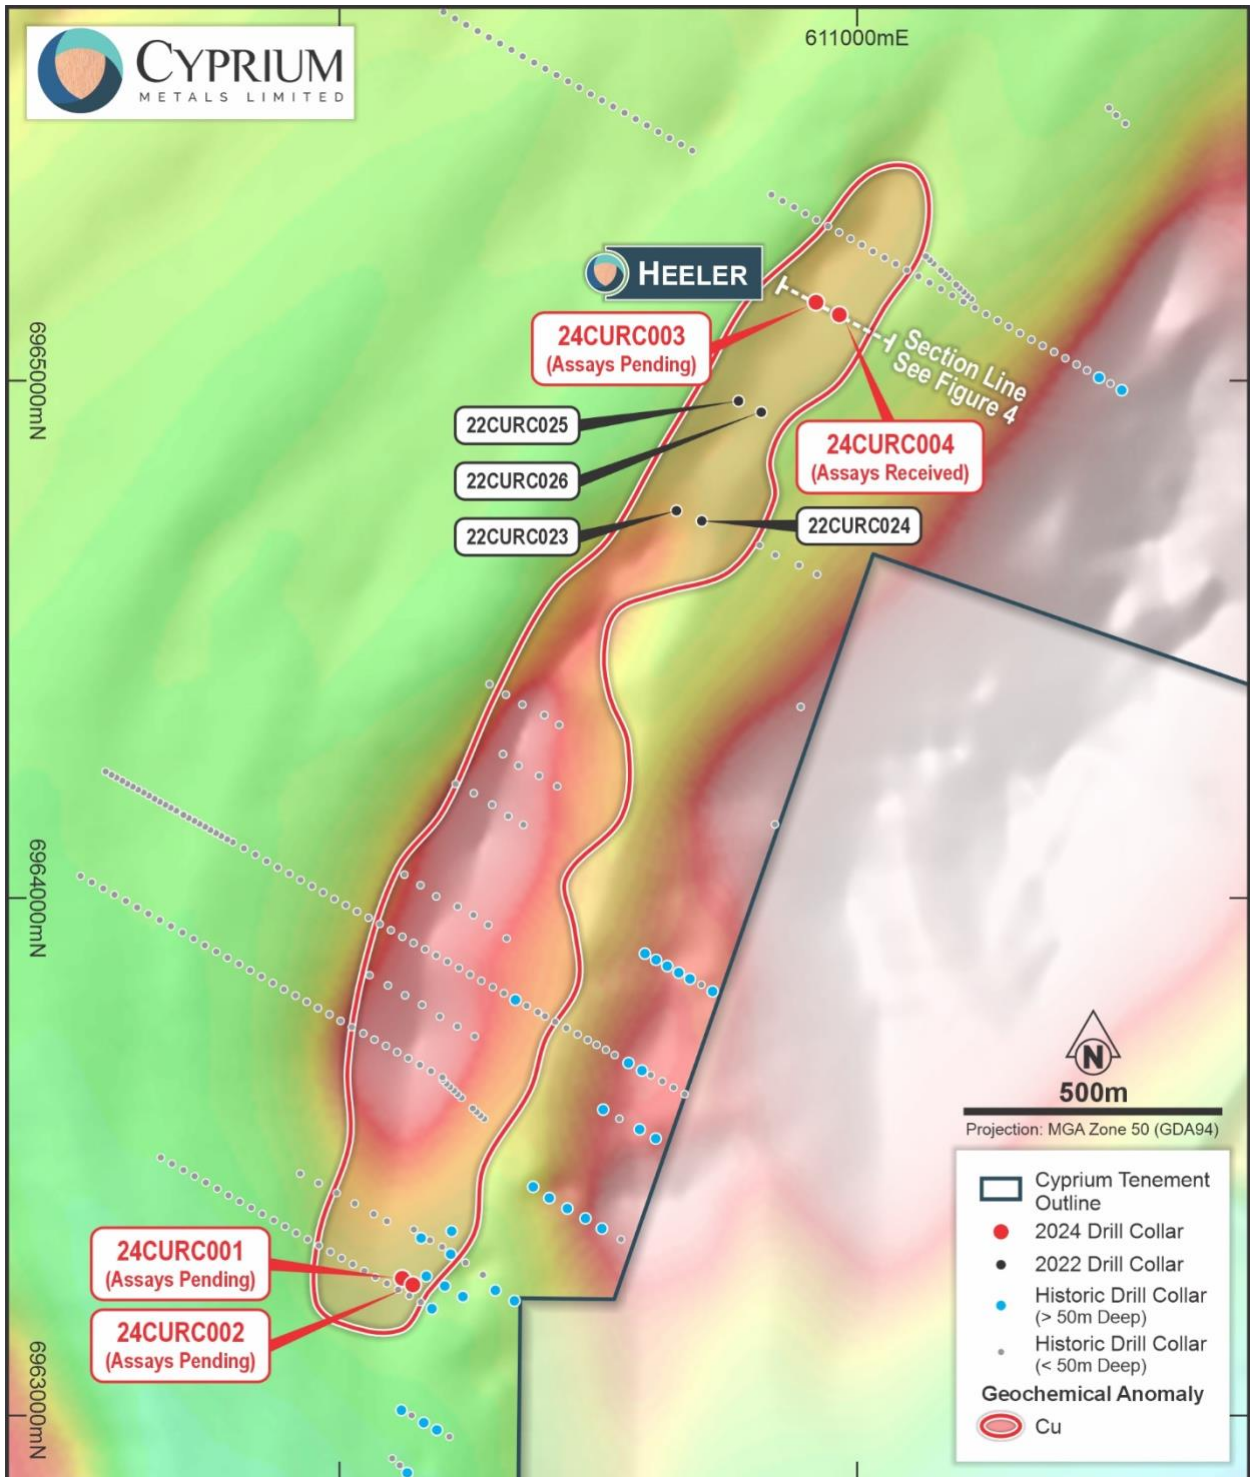 CYPRIUM
METALS LIMITED
611000mE
HEELER
24CURC003
(Assays Pending)
Section Line
See Figure 4
6965000mN
22CURC025
24CURC004
(Assays Received)
22CURC026
22CURC023
22CURC024
6964000mN
N
500m
Projection: MGA Zone 50 (GDA94)
Cyprium Tenement
Outline
2024 Drill Collar
2022 Drill Collar
Historic Drill Collar
(> 50m Deep)
Historic Drill Collar
(< 50m Deep)
Geochemical Anomaly
Cu
24CURC001
(Assays Pending)
24CURC002
(Assays Pending)
6963000mN